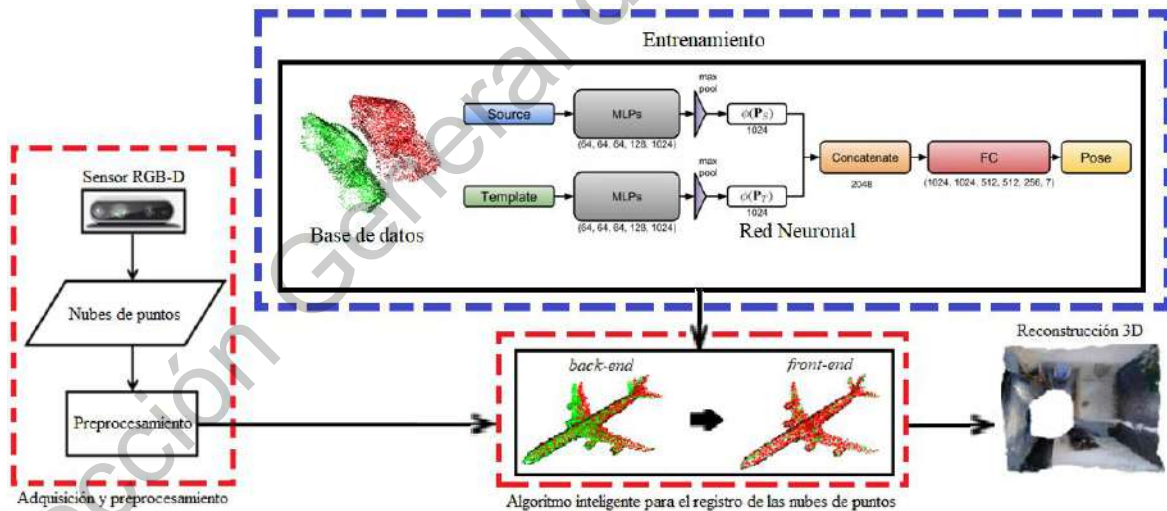 Entrenamiento
Source
MLPs
(64, 64, 64, 128, 1024)
max
pool
ϕ(P_S)
1024
Template
MLPs
(64, 64, 64, 128, 1024)
max
pool
ϕ(P_T)
1024
Concatenate
2048
FC
(1024, 1024, 512, 512, 256, 7)
Pose
Base de datos
Red Neuronal
Sensor RGB-D
Nubes de puntos
Preprocesamiento
Adquisición y preprocesamiento
back-end
front-end
Algoritmo inteligente para el registro de las nubes de puntos
Reconstrucción 3D
ección General d